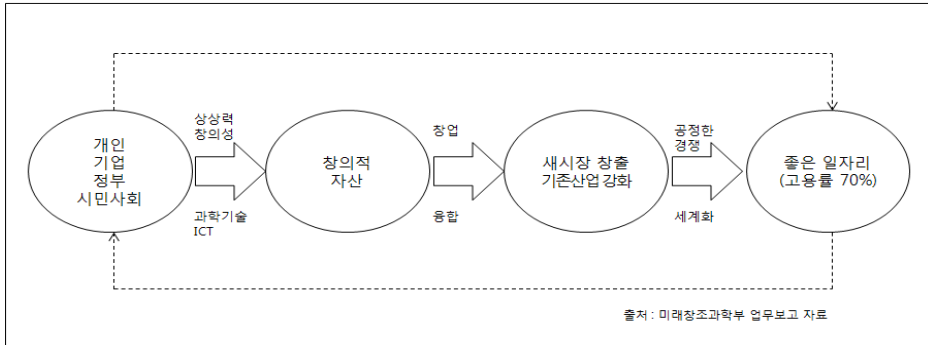 개인
기업
정부
시민사회
상상력
창의성
과학기술
ICT
창의적
자산
창업
융합
새시장 창출
기존산업 강화
공정한
경쟁
세계화
좋은 일자리
(고용률 70%)
출처 : 미래창조과학부 업무보고 자료